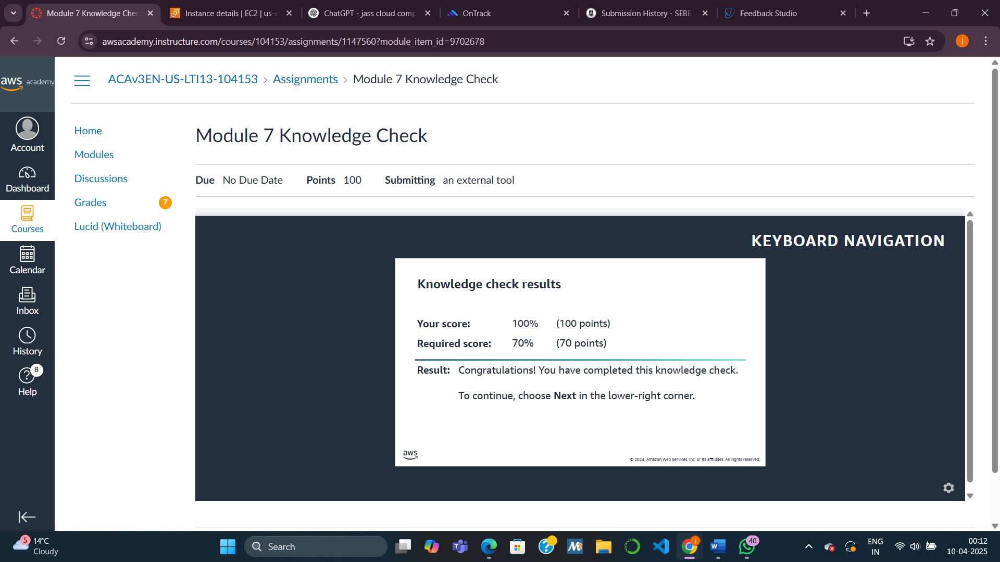 Module 7 Knowledge Chec
Instance details | EC2 | us-e
ChatGPT - jass cloud comp
OnTrack
Submission History - SEBE
Feedback Studio
awsacademy.instructure.com/courses/104153/assignments/1147560?module_item_id=9702678
j
aws academy
ACAv3EN-US-LTI13-104153 > Assignments > Module 7 Knowledge Check
Account
Dashboard
Courses
Calendar
Inbox
History
8
Help
Home
Modules
Discussions
Grades 7
Lucid (Whiteboard)
Module 7 Knowledge Check
Due No Due Date Points 100 Submitting an external tool
KEYBOARD NAVIGATION
Knowledge check results
Your score: 100% (100 points)
Required score: 70% (70 points)
Result: Congratulations! You have completed this knowledge check.
To continue, choose Next in the lower-right corner.
aws
© 2024, Amazon Web Services, Inc. or its affiliates. All rights reserved.
5
14°C
Cloudy
Search
40
ENG
IN
00:12
10-04-2025